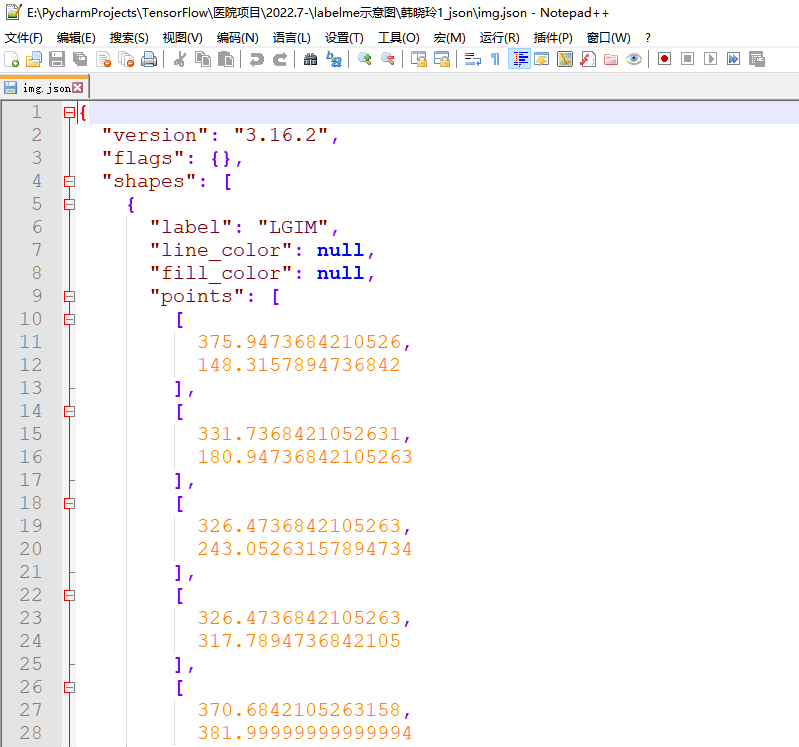 E:\PycharmProjects\TensorFlow\医院项目\2022.7-\labelme示意图\韩晓玲1_json\img.json - Notepad++
文件(F) 编辑(E) 搜索(S) 视图(V) 编码(N) 语言(L) 设置(T) 工具(O) 宏(M) 运行(R) 插件(P) 窗口(W) ?
img.json
1 {
2 "version": "3.16.2",
3 "flags": {},
4 "shapes": [
5 {
6 "label": "LGIM",
7 "line_color": null,
8 "fill_color": null,
9 "points": [
10 [
11 375.9473684210526,
12 148.3157894736842
13 ],
14 [
15 331.7368421052631,
16 180.94736842105263
17 ],
18 [
19 326.4736842105263,
20 243.05263157894734
21 ],
22 [
23 326.4736842105263,
24 317.7894736842105
25 ],
26 [
27 370.6842105263158,
28 381.99999999999994